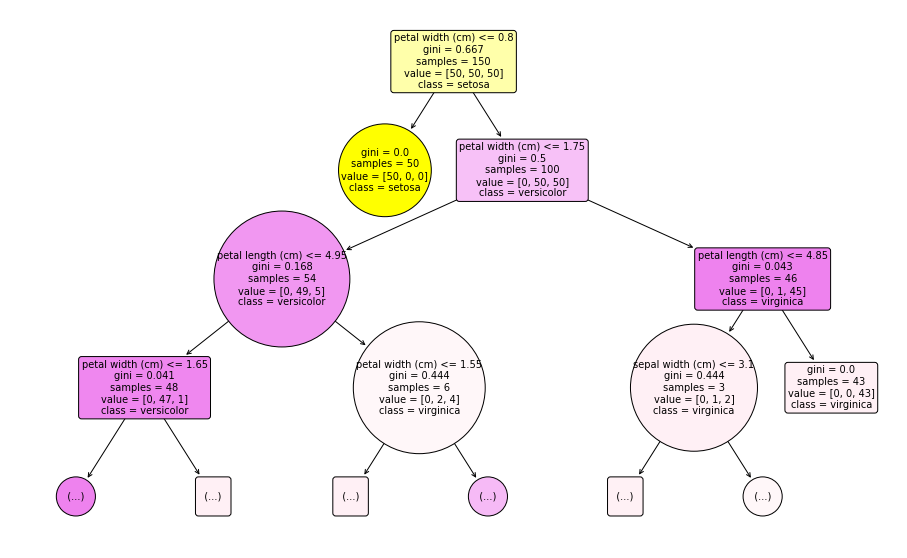 petal width (cm) <= 0.8
gini = 0.667
samples = 150
value = [50, 50, 50]
class = setosa
gini = 0.0
samples = 50
value = [50, 0, 0]
class = setosa
petal width (cm) <= 1.75
gini = 0.5
samples = 100
value = [0, 50, 50]
class = versicolor
petal length (cm) <= 4.95
gini = 0.168
samples = 54
value = [0, 49, 5]
class = versicolor
petal length (cm) <= 4.85
gini = 0.043
samples = 46
value = [0, 1, 45]
class = virginica
petal width (cm) <= 1.65
gini = 0.041
samples = 48
value = [0, 47, 1]
class = versicolor
petal width (cm) <= 1.55
gini = 0.444
samples = 6
value = [0, 2, 4]
class = virginica
sepal width (cm) <= 3.1
gini = 0.444
samples = 3
value = [0, 1, 2]
class = virginica
gini = 0.0
samples = 43
value = [0, 0, 43]
class = virginica
(...)
(...)
(...)
(...)
(...)
(...)